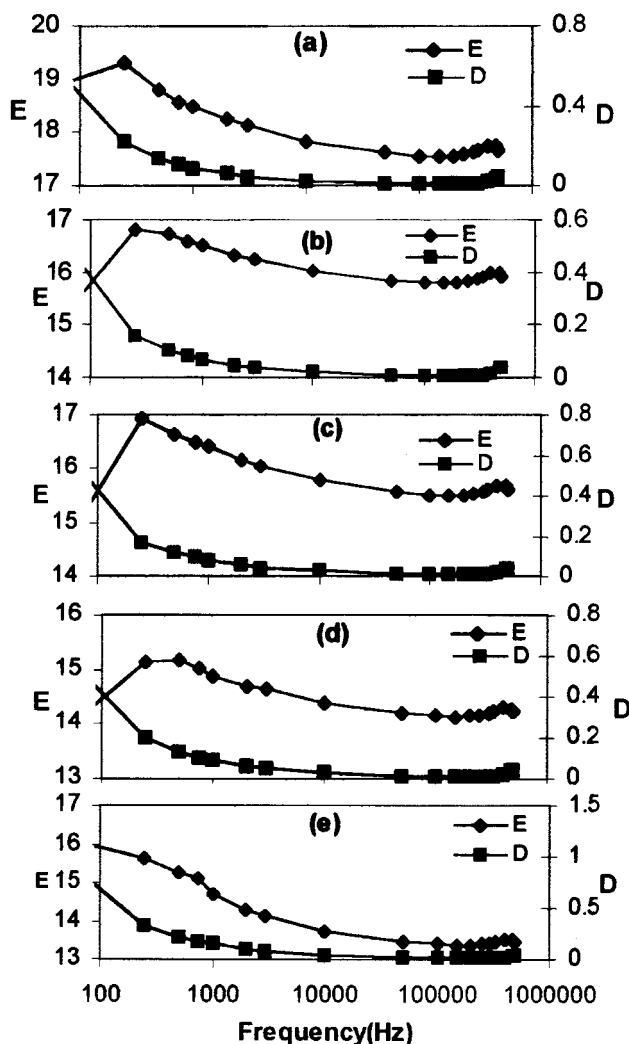 20 (a) 0.8
E
D
19
E 18 0.4 D
17 0
17 (b) 0.6
E
D
16 0.4
E D
15 0.2
14 0
17 (c) 0.8
E
D
16 0.6
E 0.4 D
15 0.2
14 0
16 (d) 0.8
E
D
15 0.6
E 0.4 D
14 0.2
13 0
17 (e) 1.5
E
D
16
E 15 1 D
14 0.5
13 0
100 1000 10000 100000 1000000
Frequency(Hz)